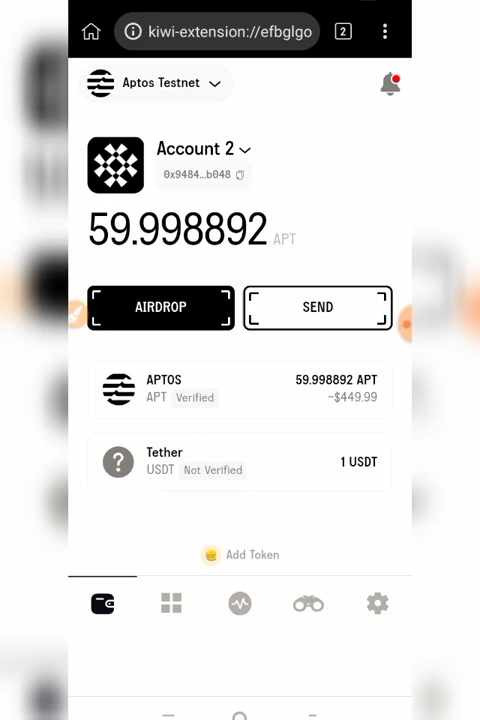 kiwi-extension://efbglgo
2
Aptos Testnet
Account 2
0x9484…b048
59.998892 APT
AIRDROP
SEND
APTOS
59.998892 APT
APT Verified
~$449.99
Tether
USDT Not Verified
1 USDT
Add Token